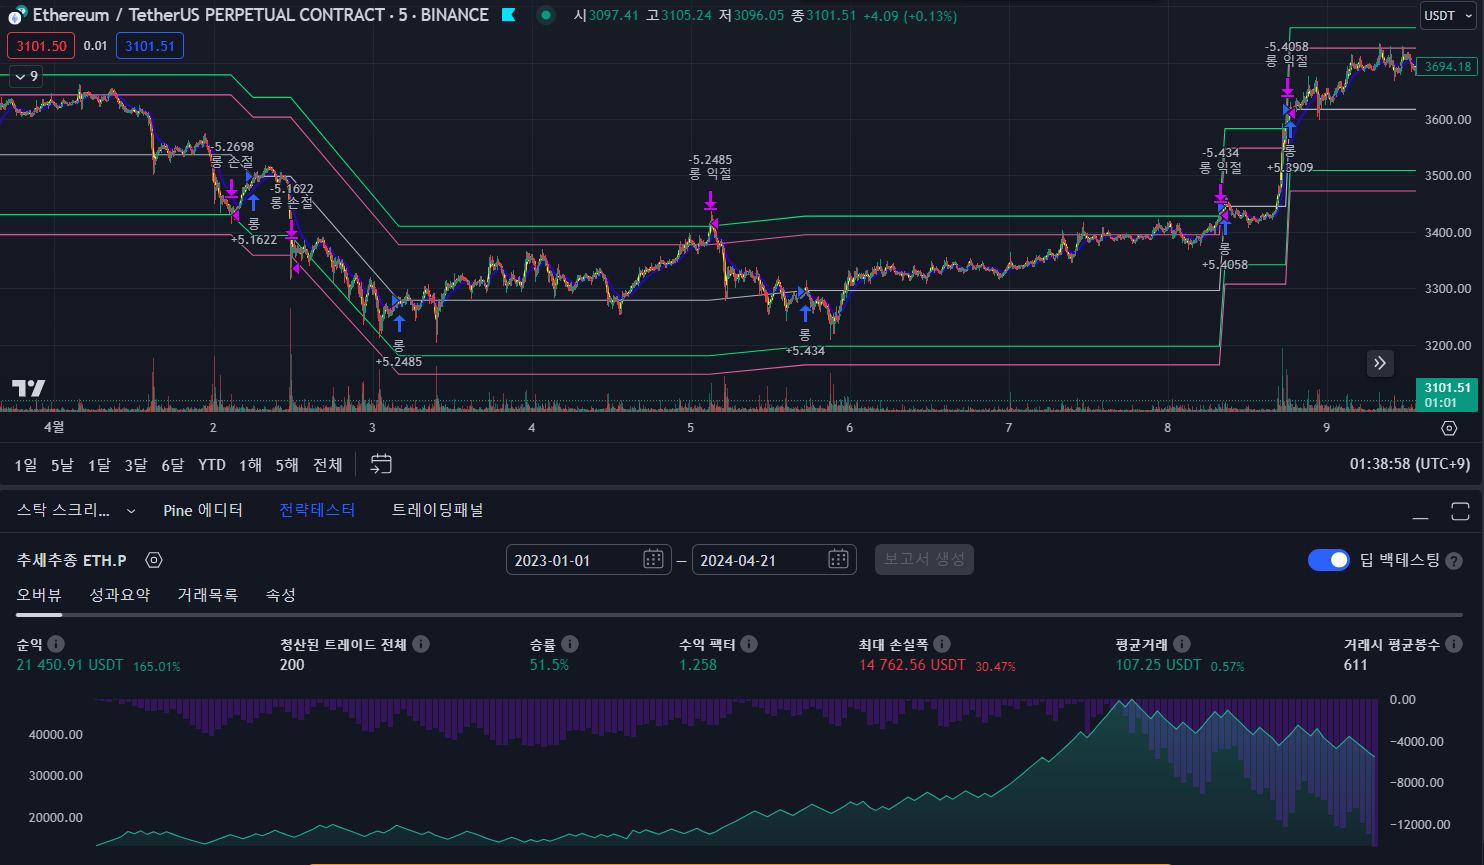 Ethereum / TetherUS PERPETUAL CONTRACT · 5 · BINANCE
시3097.41 고3105.24 저3096.05 종3101.51 +4.09 (+0.13%)
USDT
3101.50 0.01 3101.51
9
-5.4058
롱 익절
3694.18
3600.00
-5.2698
롱 손절
-5.2485
롱 익절
-5.434
롱 익절
롱
+5.3909
3500.00
-5.1622
롱 손절
롱
+5.1622
3400.00
롱
+5.4058
3300.00
롱
+5.2485
롱
+5.434
3200.00
3101.51
01:01
4월 2 3 4 5 6 7 8 9
1일 5날 1달 3달 6달 YTD 1해 5해 전체
01:38:58 (UTC+9)
스탁 스크리... Pine 에디터 전략테스터 트레이딩패널
추세추종 ETH.P
2023-01-01 — 2024-04-21 보고서 생성
딥 백테스팅
오버뷰 성과요약 거래목록 속성
순익 청산된 트레이드 전체 승률 수익 팩터 최대 손실폭 평균거래 거래시 평균봉수
21 450.91 USDT 165.01% 200 51.5% 1.258 14 762.56 USDT 30.47% 107.25 USDT 0.57% 611
0.00
40000.00
−4000.00
30000.00
−8000.00
20000.00
−12000.00